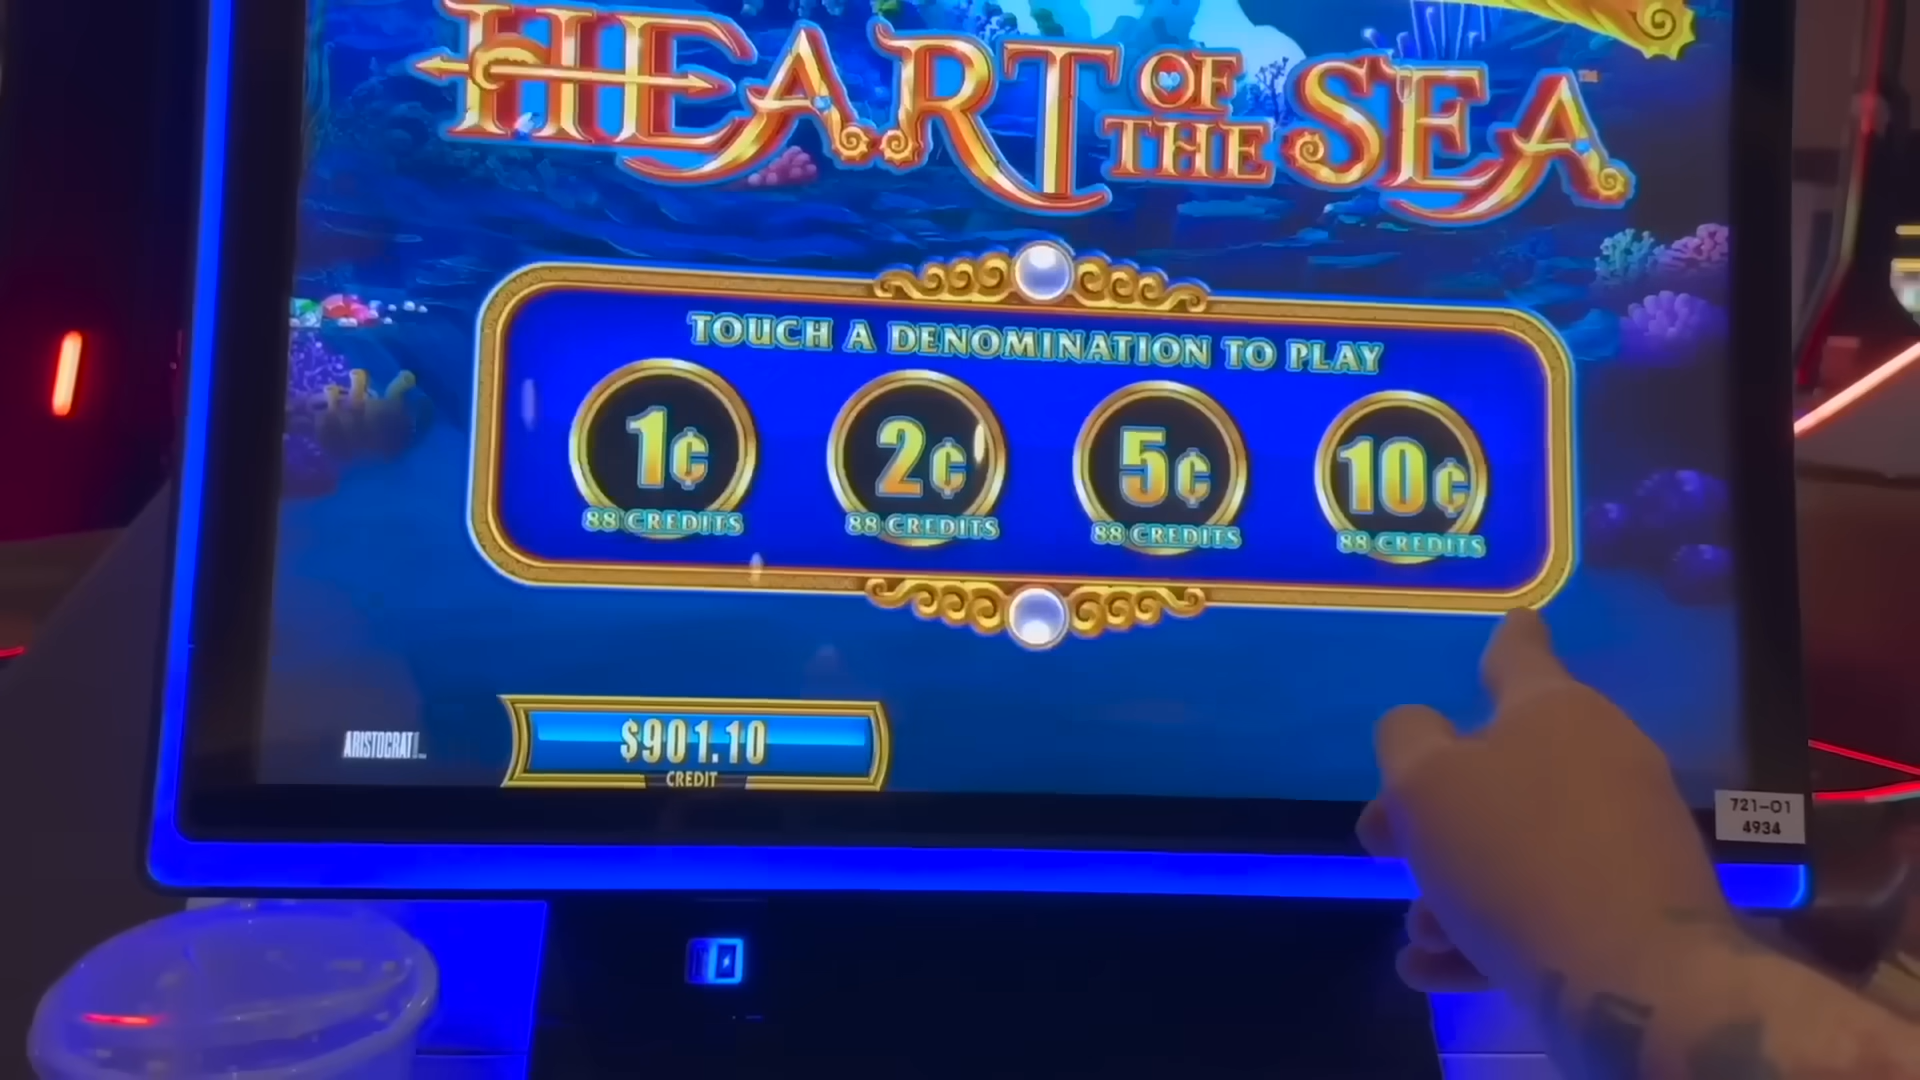 HEART OF THE SEA™
TOUCH A DENOMINATION TO PLAY
1¢
2¢
5¢
10¢
88 CREDITS
88 CREDITS
88 CREDITS
88 CREDITS
$901.10
CREDIT
ARISTOCRAT
721-01
4934